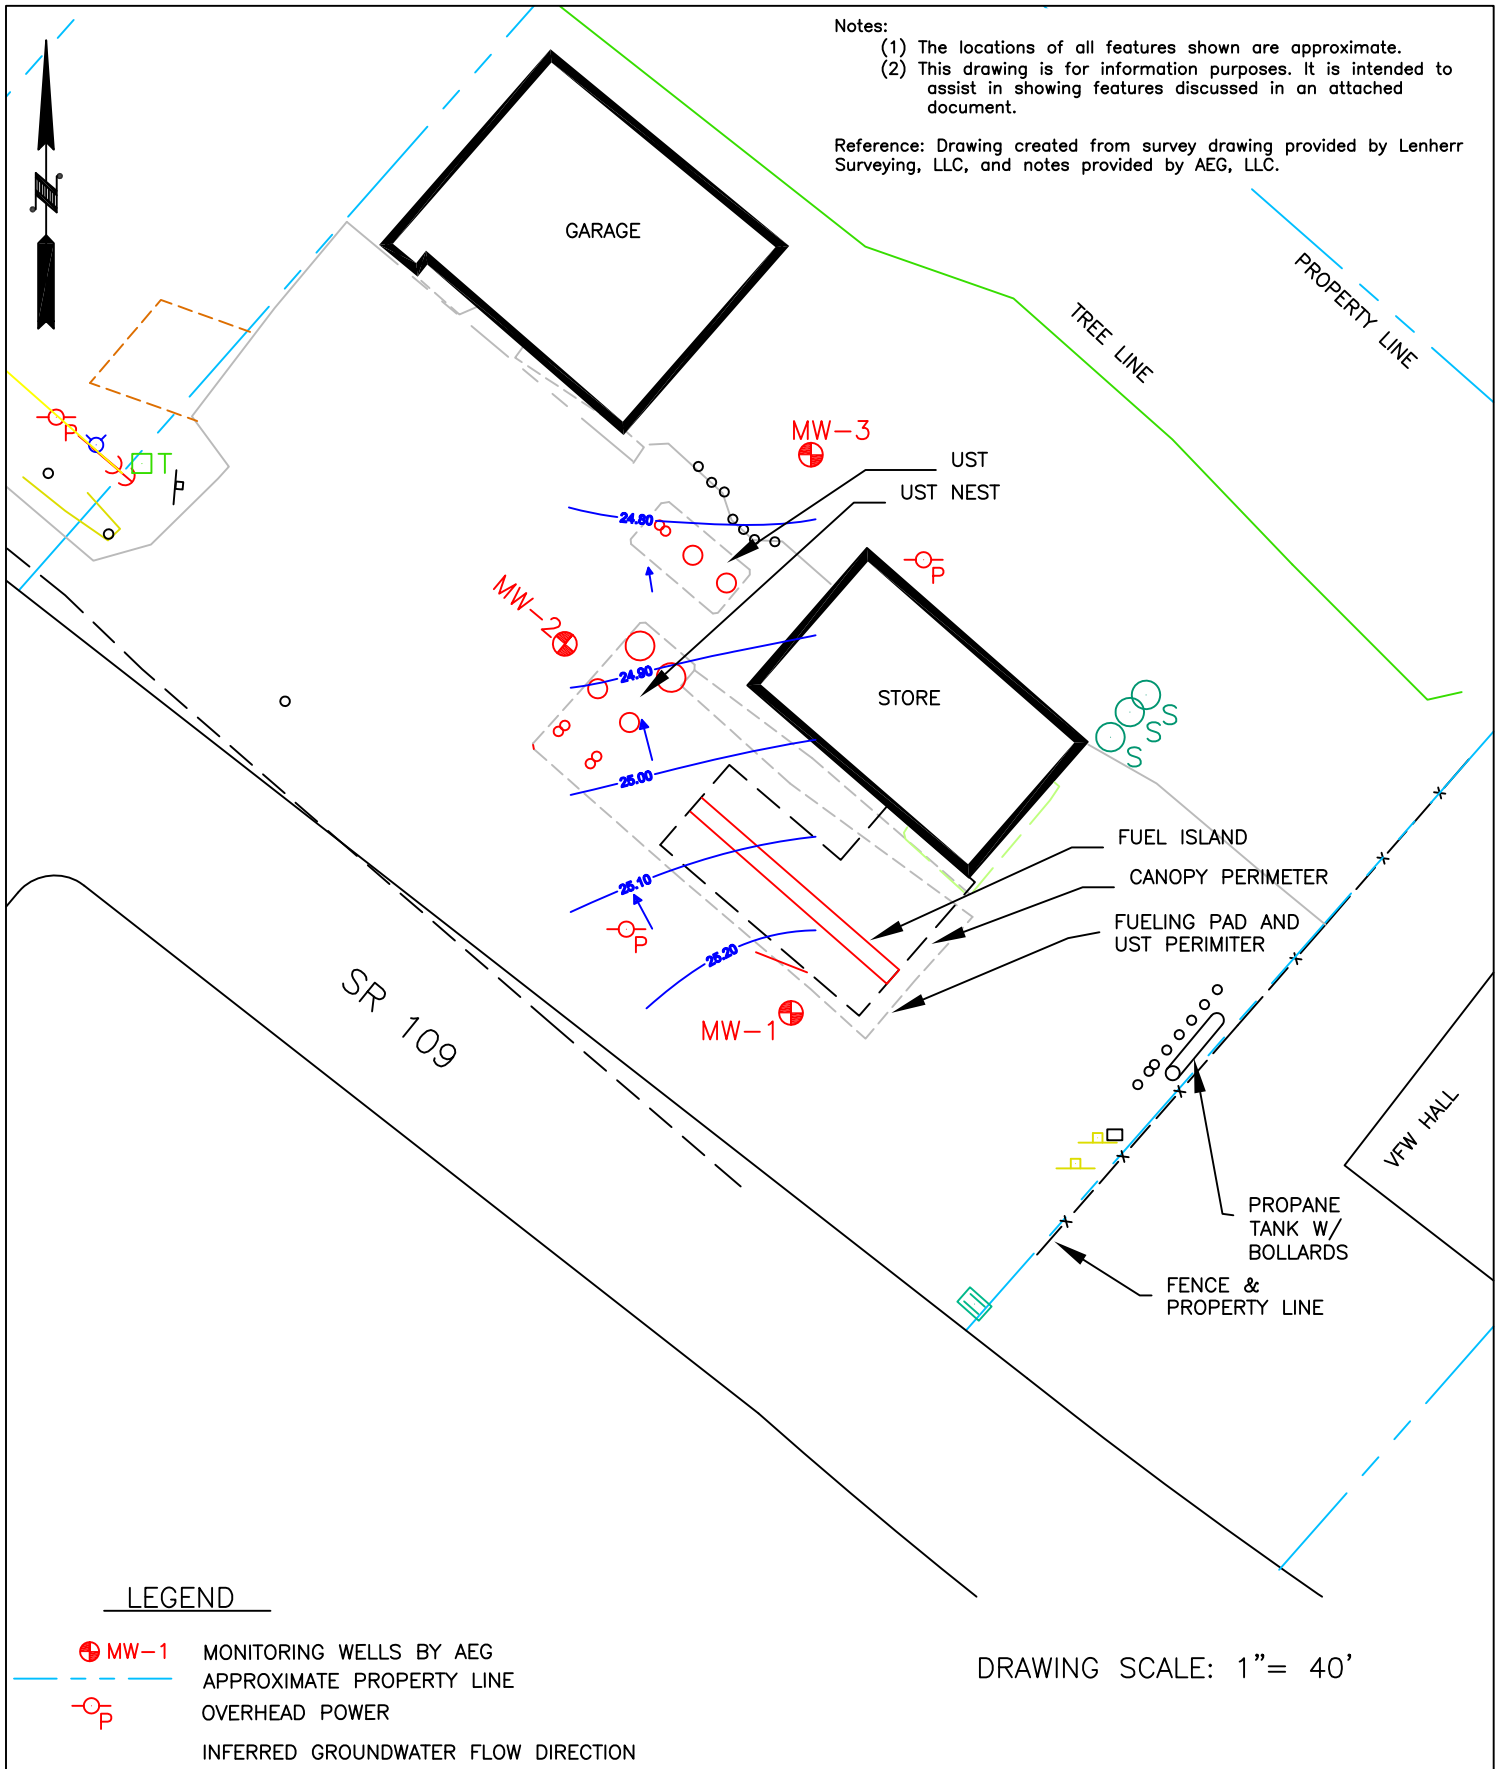 Notes:
(1) The locations of all features shown are approximate.
(2) This drawing is for information purposes. It is intended to
assist in showing features discussed in an attached
document.
Reference: Drawing created from survey drawing provided by Lenherr
Surveying, LLC, and notes provided by AEG, LLC.
N
GARAGE
PROPERTY LINE
TREE LINE
P
T
MW-3
UST
UST NEST
24.80
P
MW-2
24.90
STORE
S
S
S
25.00
FUEL ISLAND
CANOPY PERIMETER
25.10
FUELING PAD AND
UST PERIMITER
P
25.20
SR 109
MW-1
VFW HALL
PROPANE
TANK W/
BOLLARDS
FENCE &
PROPERTY LINE
LEGEND
MW-1 MONITORING WELLS BY AEG
APPROXIMATE PROPERTY LINE
P OVERHEAD POWER
INFERRED GROUNDWATER FLOW DIRECTION
DRAWING SCALE: 1"= 40'